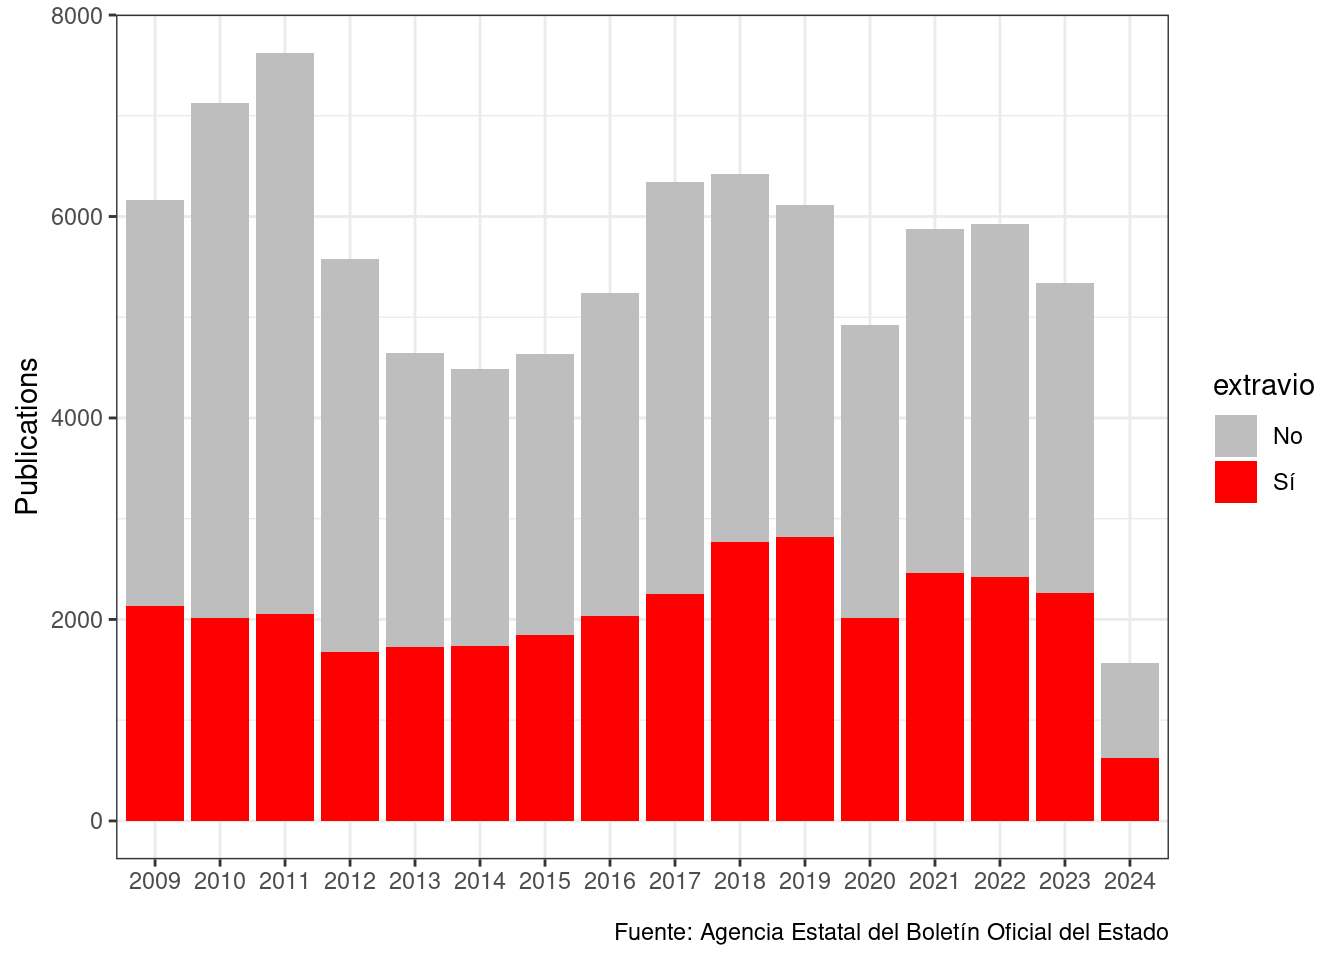 8000
6000
4000
2000
0
Publications
2009 2010 2011 2012 2013 2014 2015 2016 2017 2018 2019 2020 2021 2022 2023 2024
extravio
No
Sí
Fuente: Agencia Estatal del Boletín Oficial del Estado